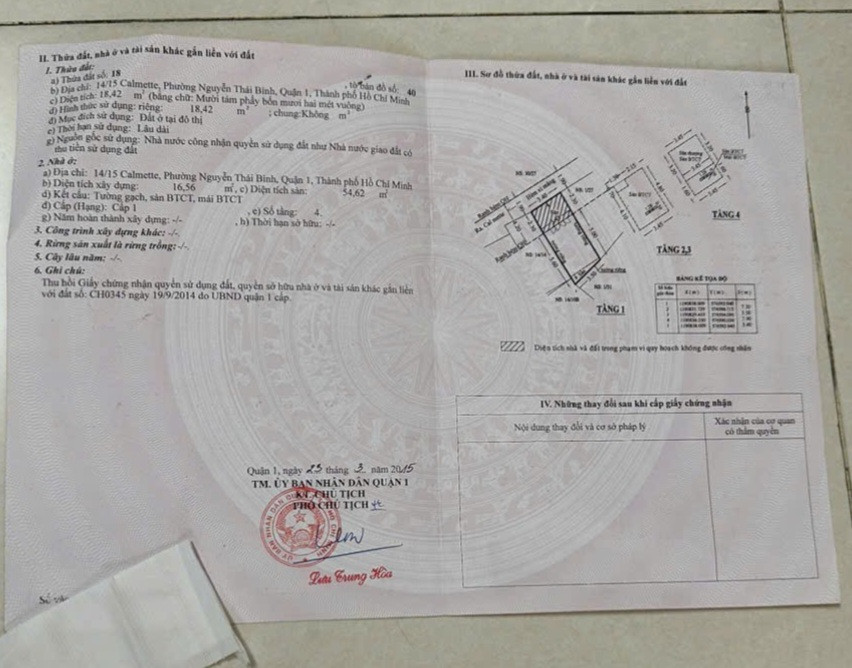 II. Thửa đất, nhà ở và tài sản khác gắn liền với đất
1. Thửa đất:
a) Thửa đất số: 18 , tờ bản đồ số: 40
b) Địa chỉ: 14/15 Calmette, Phường Nguyễn Thái Bình, Quận 1, Thành phố Hồ Chí Minh
c) Diện tích: 18,42 m² (bằng chữ: Mười tám phẩy bốn mươi hai mét vuông)
d) Hình thức sử dụng: riêng: 18,42 m² ; chung: Không m²
đ) Mục đích sử dụng: Đất ở tại đô thị
e) Thời hạn sử dụng: Lâu dài
g) Nguồn gốc sử dụng: Nhà nước công nhận quyền sử dụng đất như Nhà nước giao đất có
thu tiền sử dụng đất
2. Nhà ở:
a) Địa chỉ: 14/15 Calmette, Phường Nguyễn Thái Bình, Quận 1, Thành phố Hồ Chí Minh
b) Diện tích xây dựng: 16,56 m², c) Diện tích sàn: 54,62 m²
d) Kết cấu: Tường gạch, sàn BTCT, mái BTCT
đ) Cấp (Hạng): Cấp 1 , e) Số tầng: 4
g) Năm hoàn thành xây dựng: -/- , h) Thời hạn sở hữu: -/-
3. Công trình xây dựng khác: -/-
4. Rừng sản xuất là rừng trồng: -/-
5. Cây lâu năm: -/-
6. Ghi chú:
Thu hồi Giấy chứng nhận quyền sử dụng đất, quyền sở hữu nhà ở và tài sản khác gắn liền
với đất số: CH0345 ngày 19/9/2014 do UBND quận 1 cấp.
Quận 1, ngày 23 tháng 3 năm 2015
TM. ỦY BAN NHÂN DÂN QUẬN 1
KT. CHỦ TỊCH
PHÓ CHỦ TỊCH
Lưu Trung Hòa
III. Sơ đồ thửa đất, nhà ở và tài sản khác gắn liền với đất
TẦNG 4
TẦNG 2,3
TẦNG 1
BẢNG KÊ TỌA ĐỘ
Diện tích nhà và đất trong phạm vi quy hoạch không được công nhận
IV. Những thay đổi sau khi cấp giấy chứng nhận
Nội dung thay đổi và cơ sở pháp lý
Xác nhận của cơ quan
có thẩm quyền